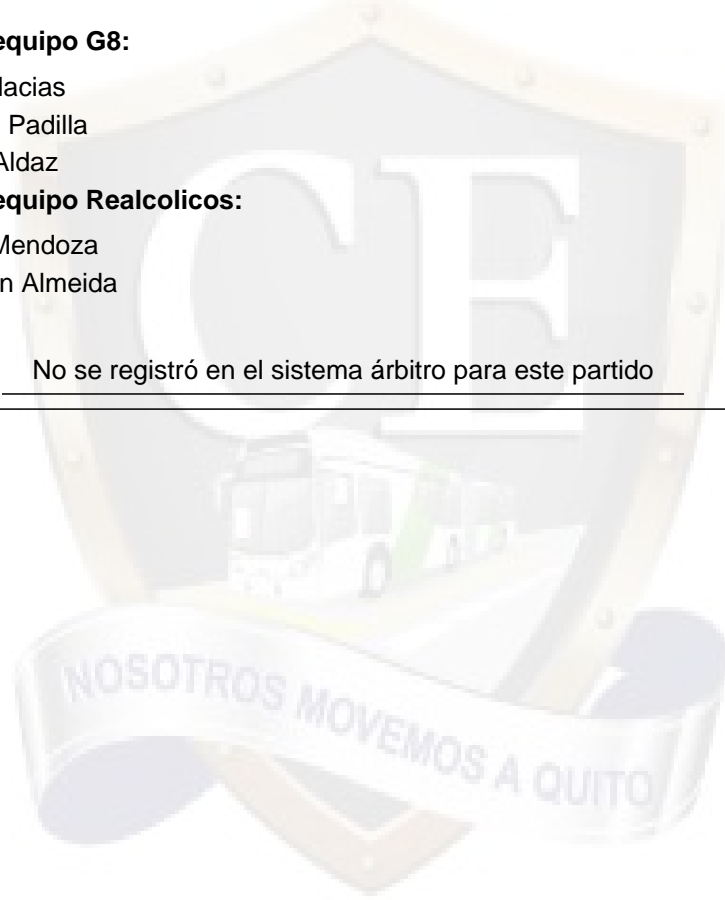 equipo G8:
lacias
Padilla
Aldaz
equipo Realcolicos:
Mendoza
n Almeida
No se registró en el sistema árbitro para este partido
CE
NOSOTROS MOVEMOS A QUITO